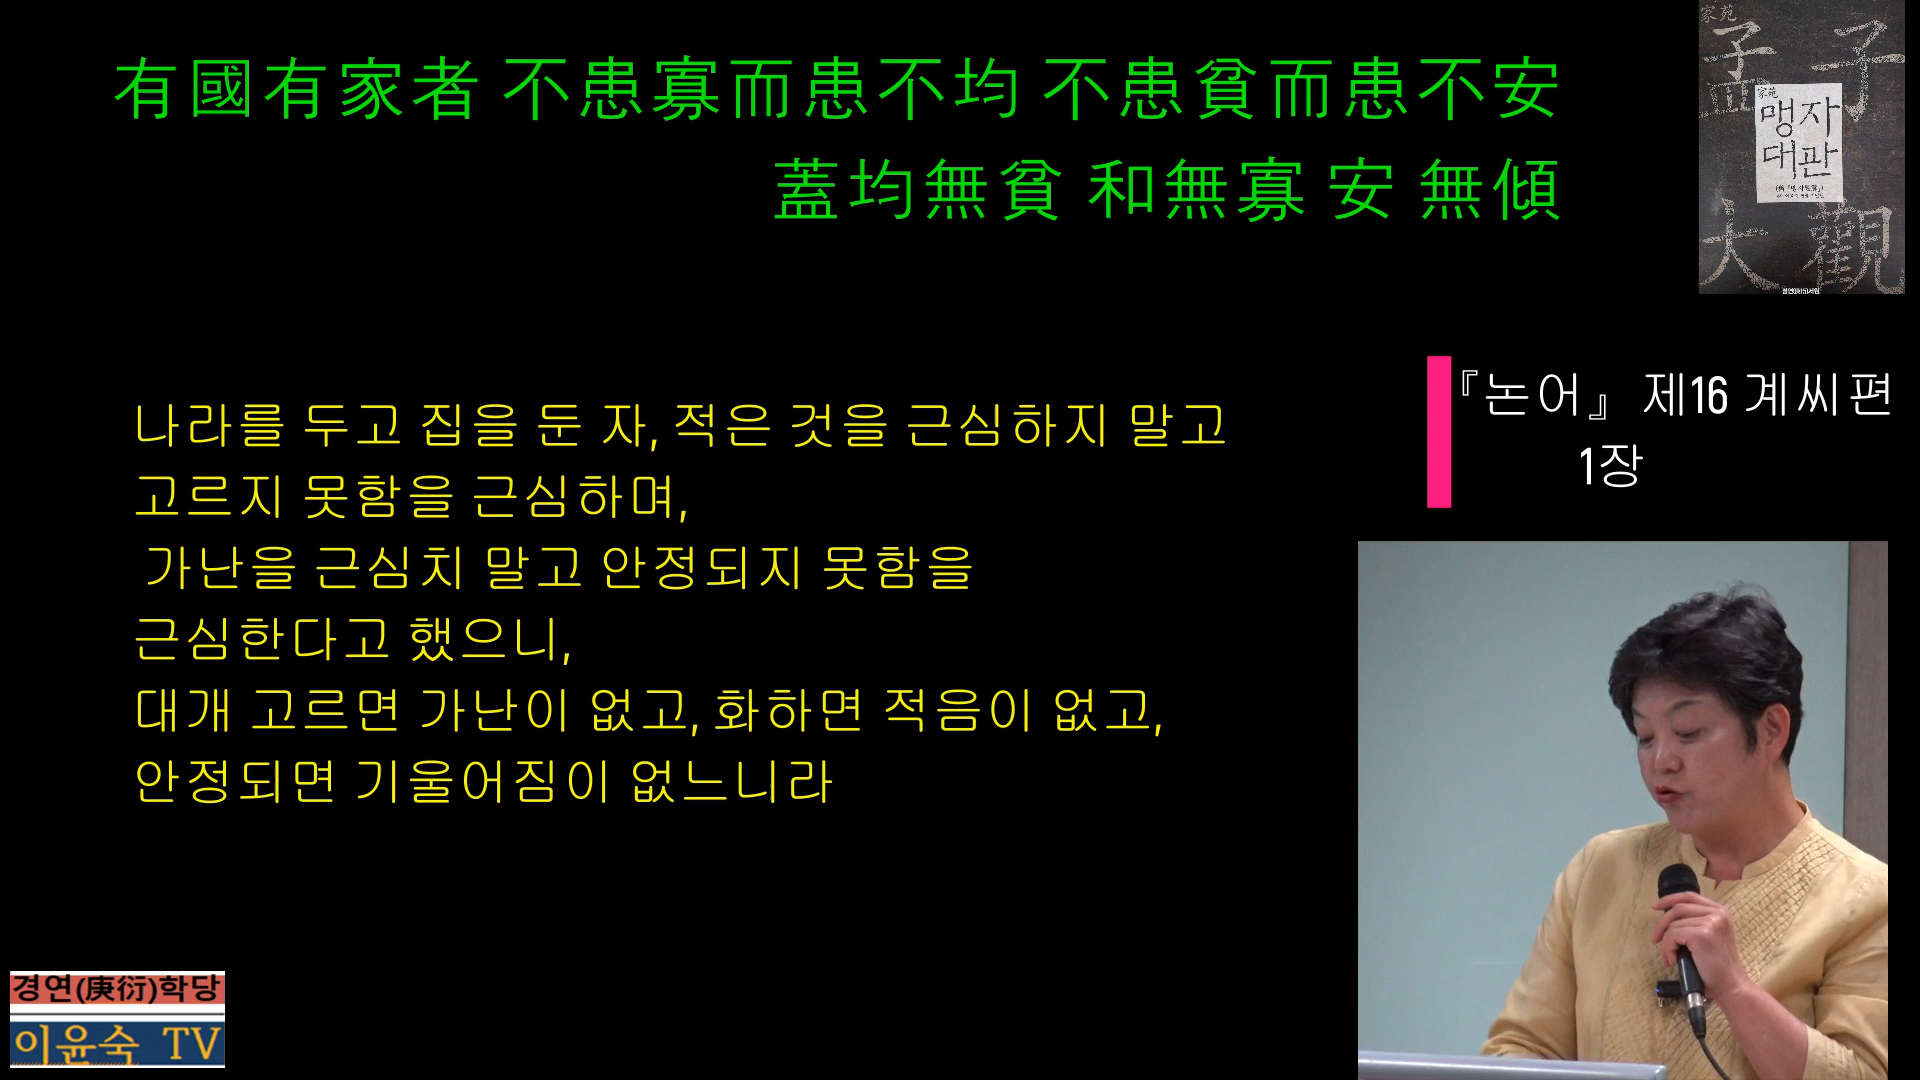 有國有家者 不患寡而患不均 不患貧而患不安
蓋均無貧 和無寡 安 無傾
家苑
孟子
家苑
맹자
대관
大觀
『논어』 제16 계씨편
1장
나라를 두고 집을 둔 자, 적은 것을 근심하지 말고
고르지 못함을 근심하며,
가난을 근심치 말고 안정되지 못함을
근심한다고 했으니,
대개 고르면 가난이 없고, 화하면 적음이 없고,
안정되면 기울어짐이 없느니라
경연(庚衍)학당
이윤숙 TV